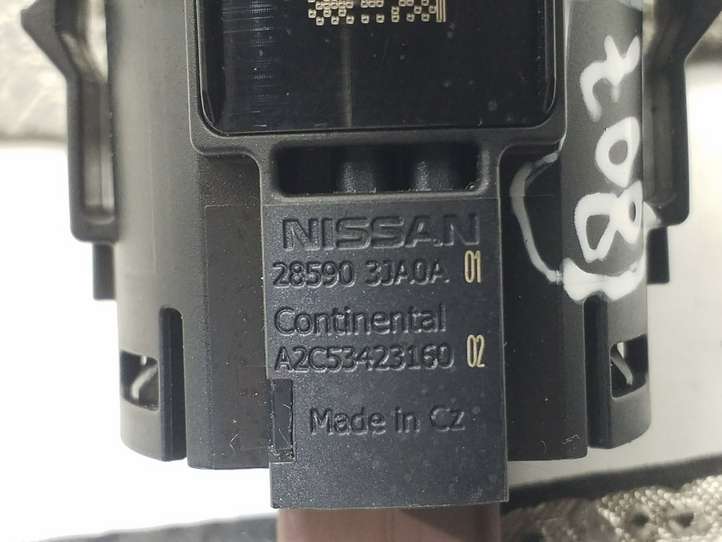 NISSAN
28590 3JA0A 01
Continental
A2C53423160 02
Made in Cz
208